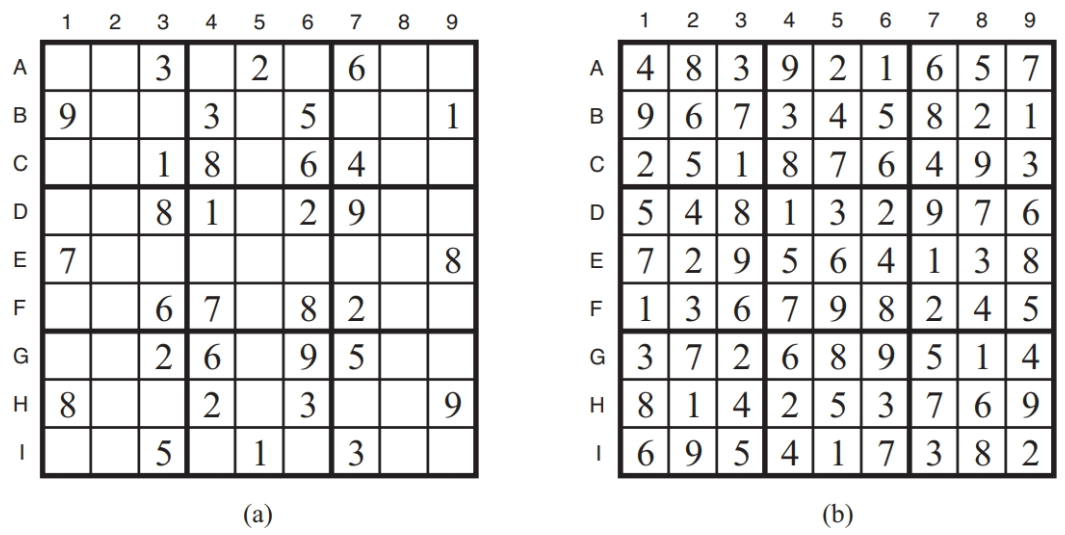 1 2 3 4 5 6 7 8 9
A 3 2 6
B 9 3 5 1
C 1 8 6 4
D 8 1 2 9
E 7 8
F 6 7 8 2
G 2 6 9 5
H 8 2 3 9
I 5 1 3
(a)
1 2 3 4 5 6 7 8 9
A 4 8 3 9 2 1 6 5 7
B 9 6 7 3 4 5 8 2 1
C 2 5 1 8 7 6 4 9 3
D 5 4 8 1 3 2 9 7 6
E 7 2 9 5 6 4 1 3 8
F 1 3 6 7 9 8 2 4 5
G 3 7 2 6 8 9 5 1 4
H 8 1 4 2 5 3 7 6 9
I 6 9 5 4 1 7 3 8 2
(b)